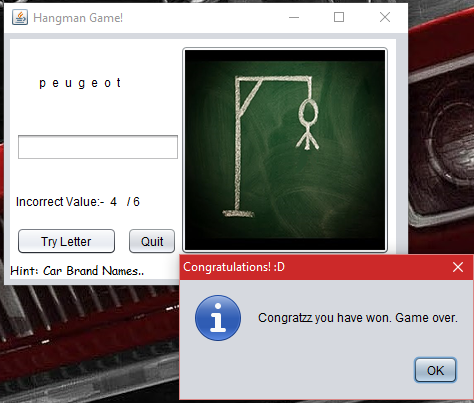 Hangman Game!
p e u g e o t
Incorrect Value:- 4 / 6
Try Letter
Quit
Hint: Car Brand Names..
Congratulations! :D
Congratzz you have won. Game over.
OK